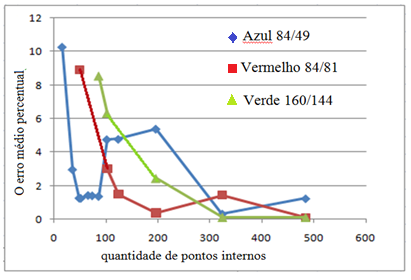 12
10
8
6
4
2
0
0 100 200 300 400 500 600
O erro médio percentual.
quantidade de pontos internos
Azul 84/49
Vermelho 84/81
Verde 160/144